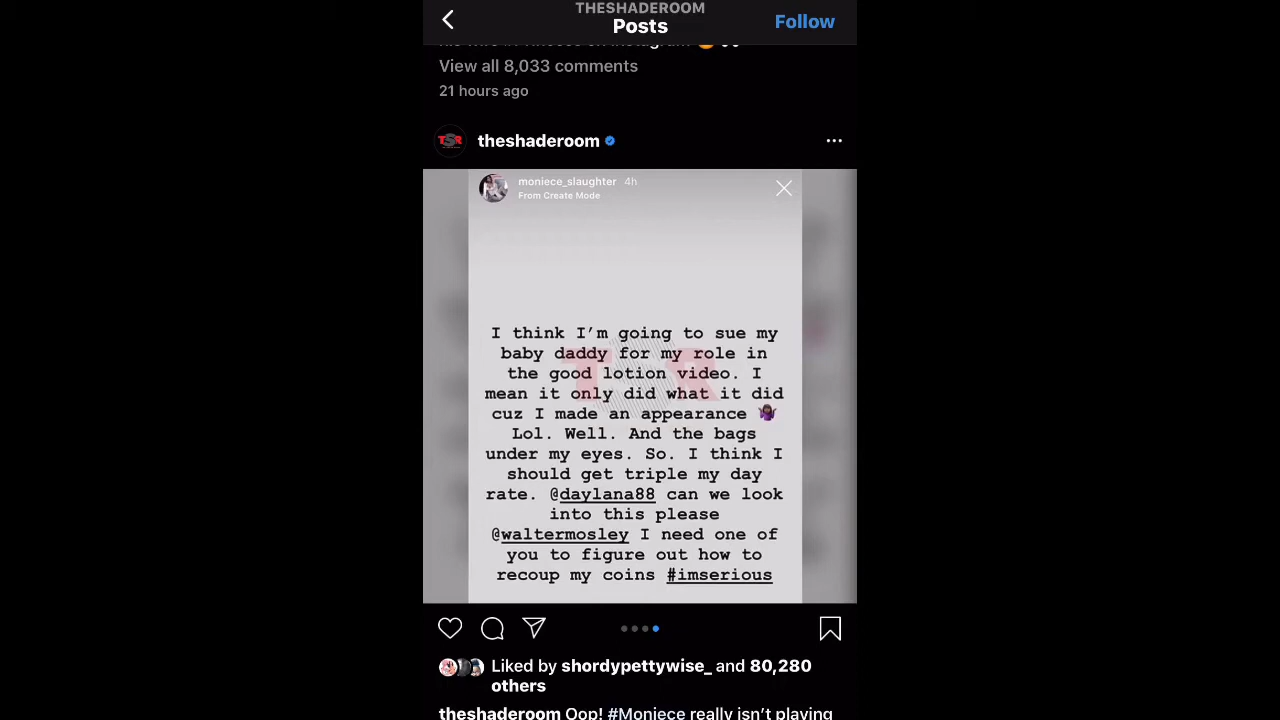 THESHADEROOM
Posts
Follow
View all 8,033 comments
21 hours ago
TSR
theshaderoom
moniece_slaughter 4h
From Create Mode
I think I’m going to sue my
baby daddy for my role in
the good lotion video. I
mean it only did what it did
cuz I made an appearance 🤷🏾‍♀️
Lol. Well. And the bags
under my eyes. So. I think I
should get triple my day
rate. @daylana88 can we look
into this please
@waltermosley I need one of
you to figure out how to
recoup my coins #imserious
TSR
Liked by shordypettywise_ and 80,280
others
theshaderoom Oop! #Moniece really isn’t playing